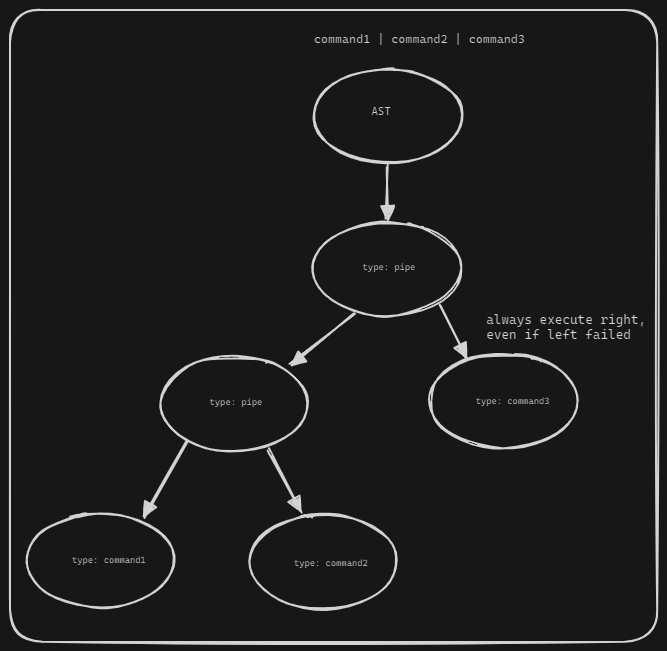 command1 | command2 | command3
AST
type: pipe
always execute right,
even if left failed
type: pipe
type: command3
type: command1
type: command2